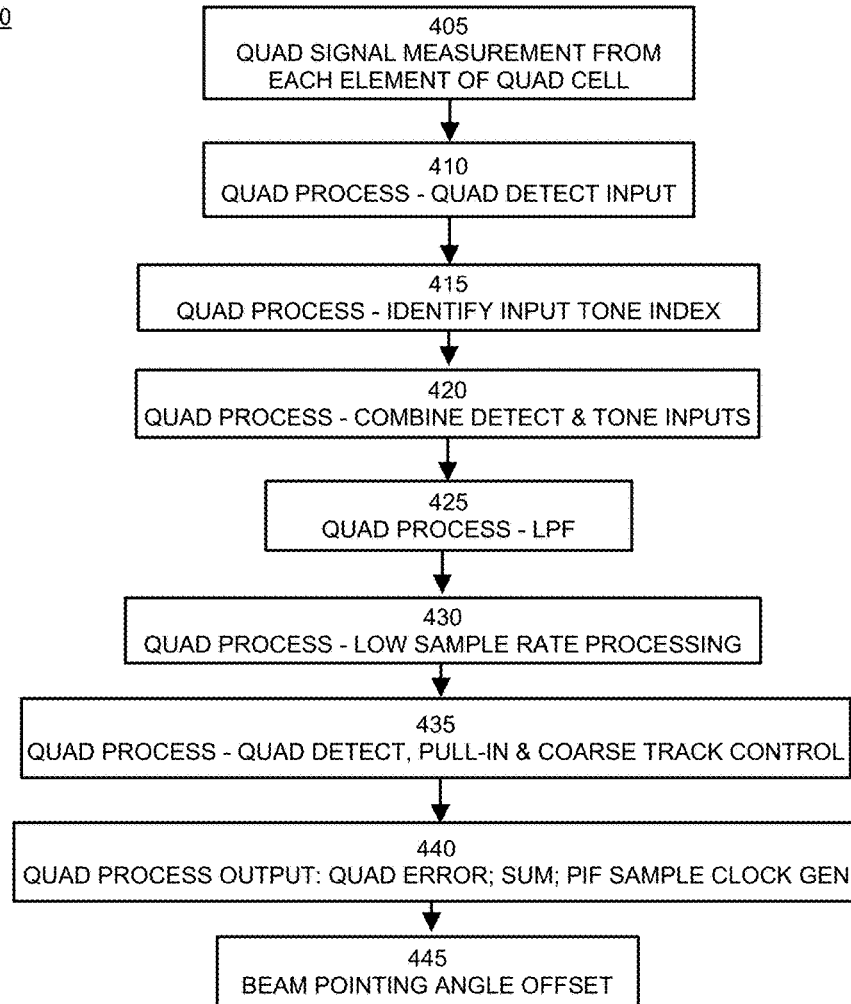 0
405
QUAD SIGNAL MEASUREMENT FROM
EACH ELEMENT OF QUAD CELL
410
QUAD PROCESS - QUAD DETECT INPUT
415
QUAD PROCESS - IDENTIFY INPUT TONE INDEX
420
QUAD PROCESS - COMBINE DETECT & TONE INPUTS
425
QUAD PROCESS - LPF
430
QUAD PROCESS - LOW SAMPLE RATE PROCESSING
435
QUAD PROCESS - QUAD DETECT, PULL-IN & COARSE TRACK CONTROL
440
QUAD PROCESS OUTPUT: QUAD ERROR; SUM; PIF SAMPLE CLOCK GEN
445
BEAM POINTING ANGLE OFFSET